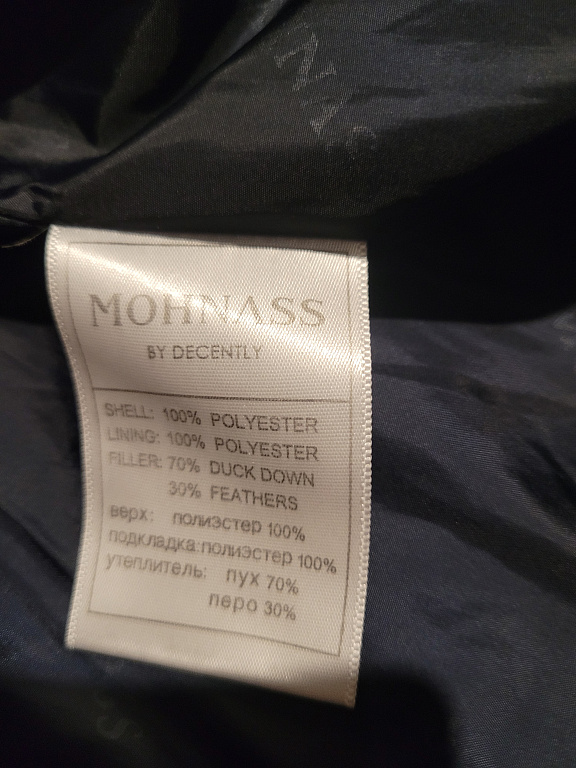 MOHNASS
BY DECENTLY
SHELL: 100% POLYESTER
LINING: 100% POLYESTER
FILLER: 70% DUCK DOWN
30% FEATHERS
верх: полиэстер 100%
подкладка:полиэстер 100%
утеплитель: пух 70%
перо 30%